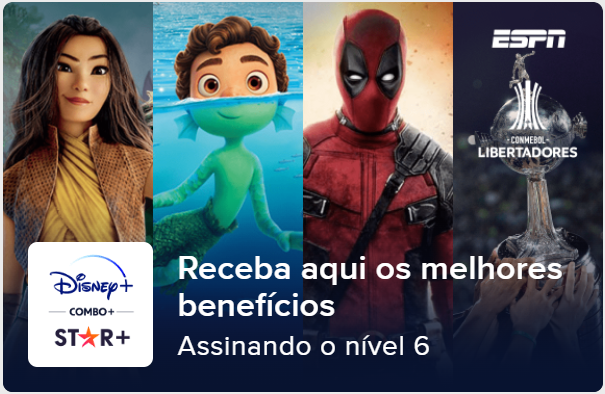 ESPN
CONMEBOL
LIBERTADORES
Receba aqui os melhores
benefícios
Assinando o nível 6
Disney+
COMBO+
STAR+